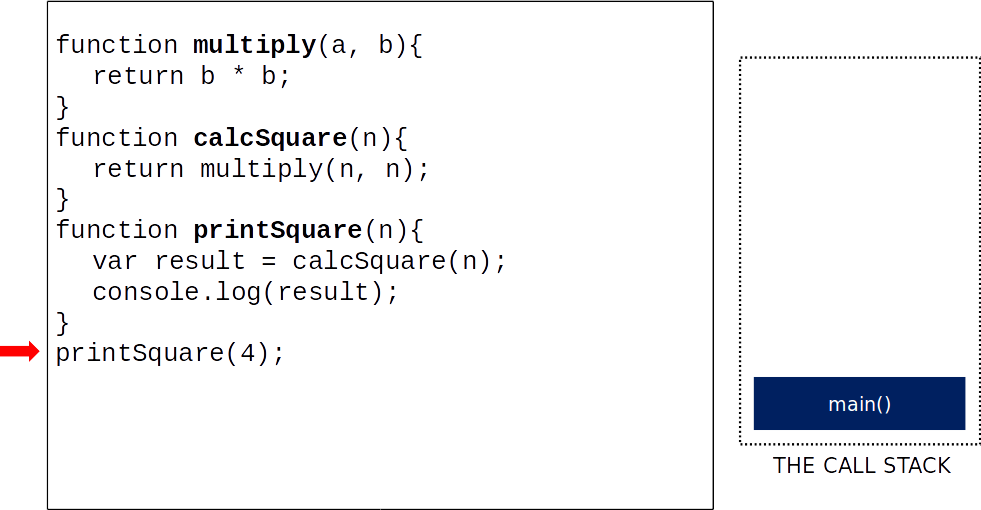 function multiply(a, b){
return b * b;
}
function calcSquare(n){
return multiply(n, n);
}
function printSquare(n){
var result = calcSquare(n);
console.log(result);
}
printSquare(4);
main()
THE CALL STACK